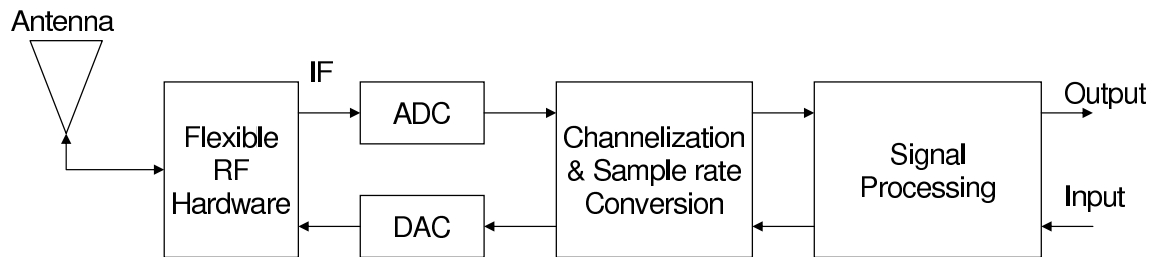 Antenna
IF
Flexible
RF
Hardware
ADC
DAC
Channelization
& Sample rate
Conversion
Signal
Processing
Output
Input